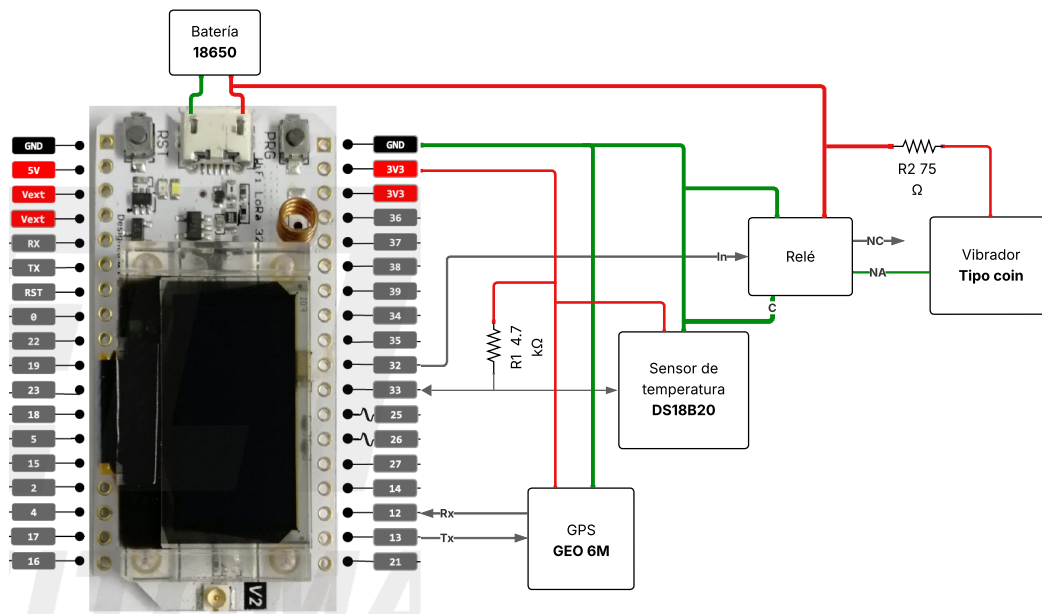 Batería
18650
GND
5V
Vext
Vext
RX
TX
RST
0
22
19
23
18
5
15
2
4
17
16
RST
PRG
WiFi LoRa 32
V2
GND
3V3
3V3
36
37
38
39
34
35
32
33
25
26
27
14
12
13
21
R2 75
Ω
In
Relé
NC
NA
C
Vibrador
Tipo coin
R1 4.7
kΩ
Sensor de
temperatura
DS18B20
Rx
Tx
GPS
GEO 6M